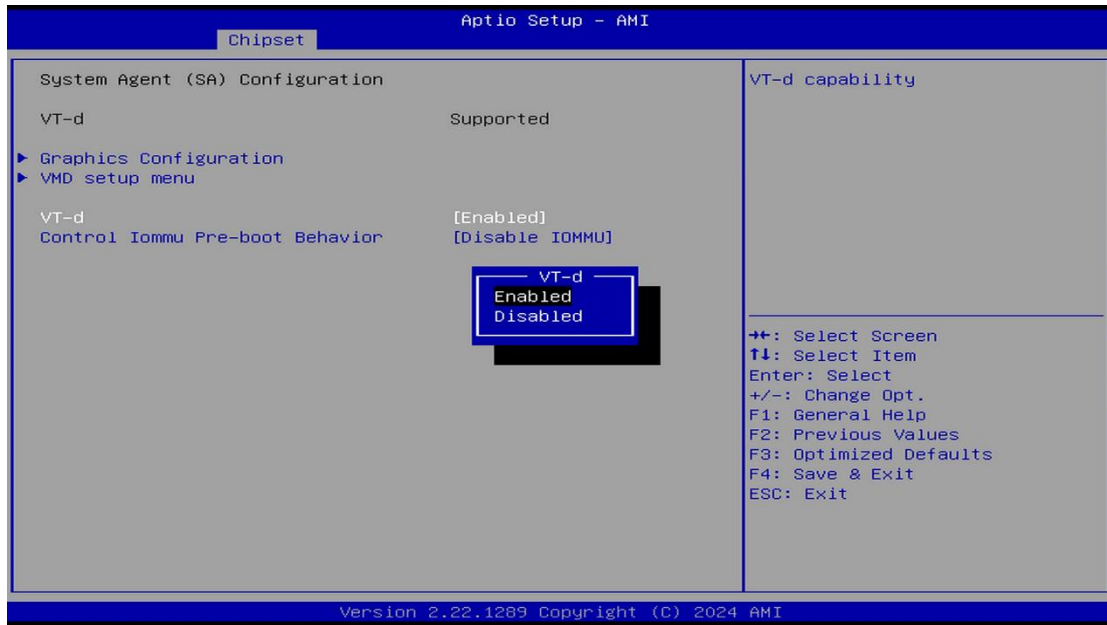 Aptio Setup – AMI
Chipset
System Agent (SA) Configuration
VT-d Supported
► Graphics Configuration
► VMD setup menu
VT-d [Enabled]
Control Iommu Pre-boot Behavior [Disable IOMMU]
VT-d
Enabled
Disabled
VT-d capability
→←: Select Screen
↑↓: Select Item
Enter: Select
+/-: Change Opt.
F1: General Help
F2: Previous Values
F3: Optimized Defaults
F4: Save & Exit
ESC: Exit
Version 2.22.1289 Copyright (C) 2024 AMI